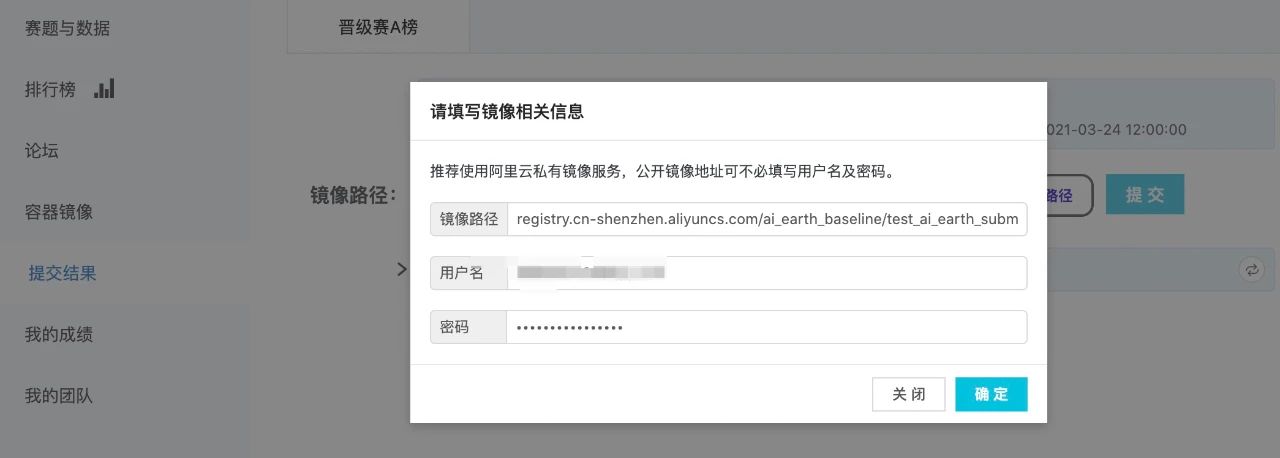 赛题与数据
晋级赛A榜
排行榜
请填写镜像相关信息
021-03-24 12:00:00
论坛
推荐使用阿里云私有镜像服务，公开镜像地址可不必填写用户名及密码。
镜像路径：
路径
提 交
容器镜像
镜像路径
registry.cn-shenzhen.aliyuncs.com/ai_earth_baseline/test_ai_earth_subm
提交结果
用户名
密码
我的成绩
我的团队
关 闭
确 定